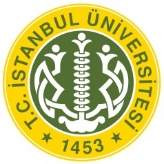 T.C. İSTANBUL ÜNİVERSİTESİ
1453